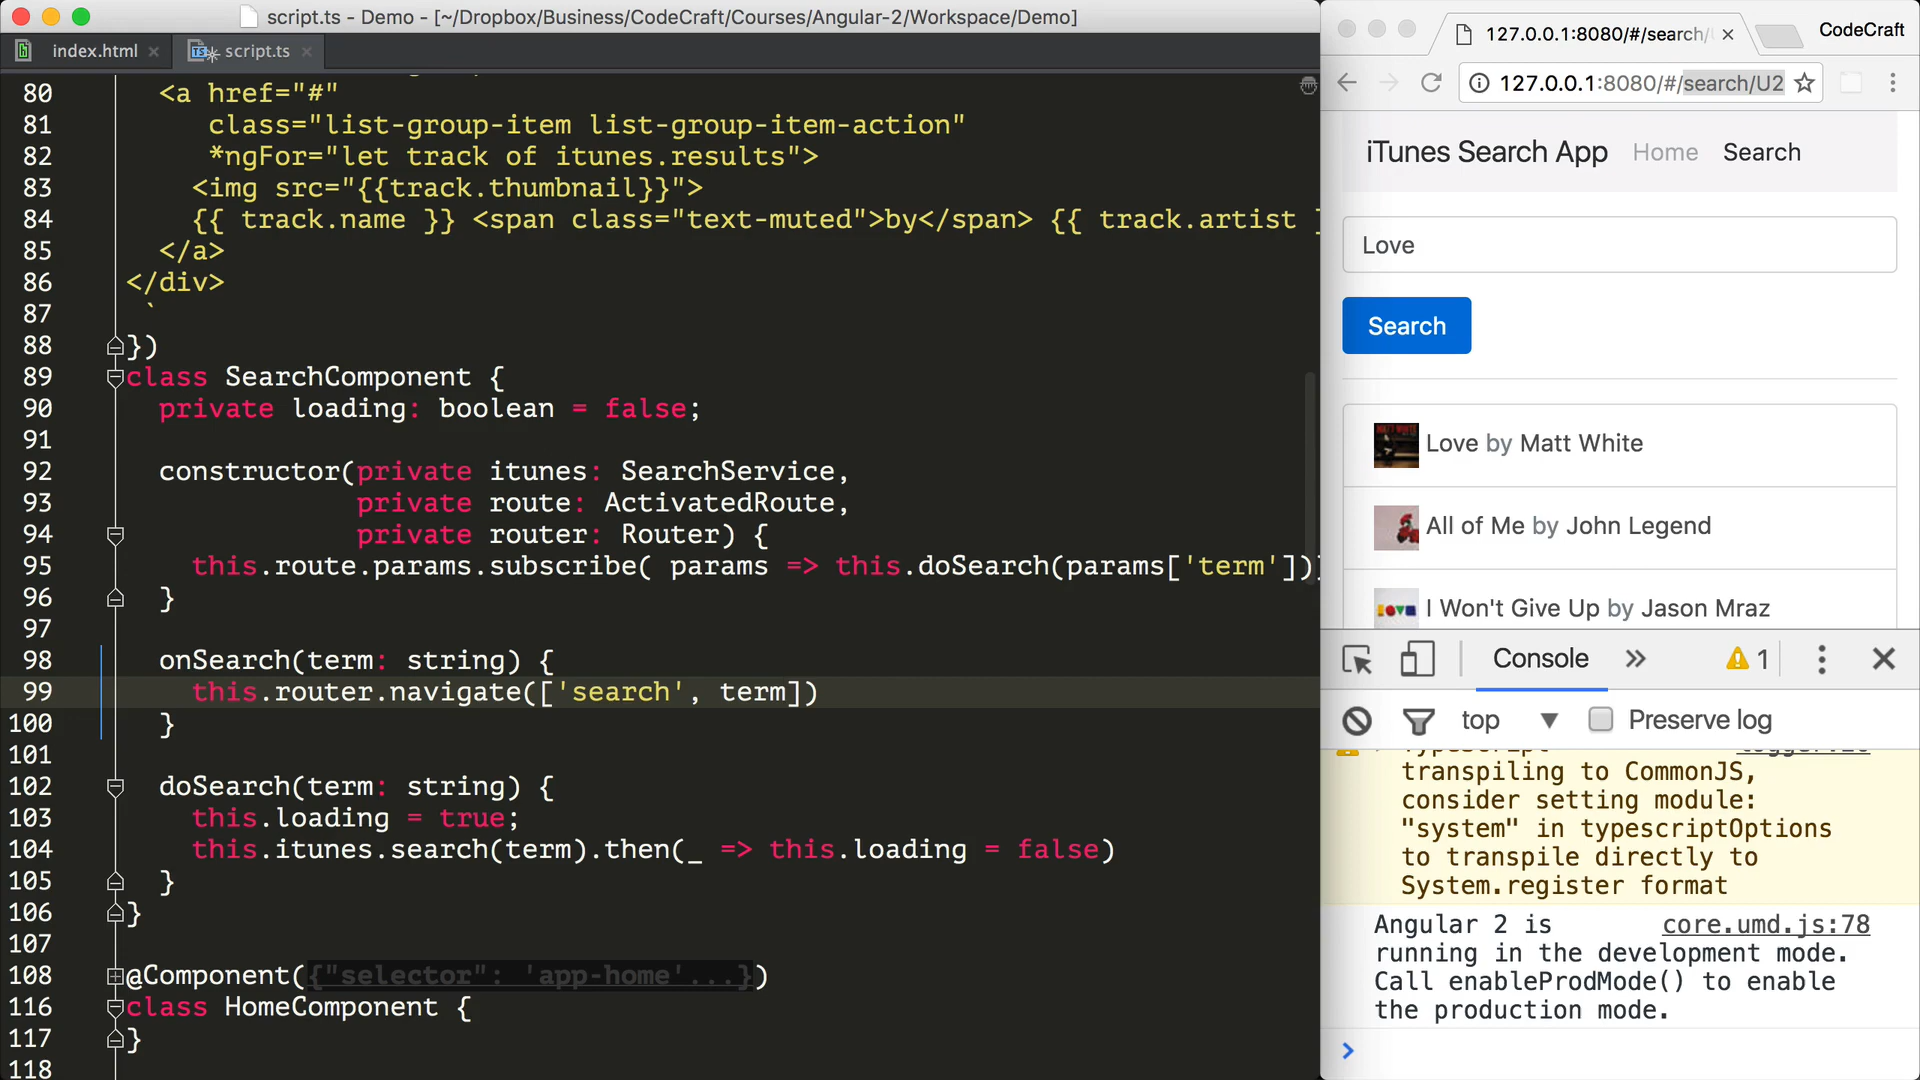 script.ts - Demo - [~/Dropbox/Business/CodeCraft/Courses/Angular-2/Workspace/Demo]
index.html
script.ts
80 <a href="#"
81 class="list-group-item list-group-item-action"
82 *ngFor="let track of itunes.results">
83 <img src="{{track.thumbnail}}">
84 {{ track.name }} <span class="text-muted">by</span> {{ track.artist
85 </a>
86 </div>
87 `
88 })
89 class SearchComponent {
90 private loading: boolean = false;
91
92 constructor(private itunes: SearchService,
93 private route: ActivatedRoute,
94 private router: Router) {
95 this.route.params.subscribe( params => this.doSearch(params['term'])
96 }
97
98 onSearch(term: string) {
99 this.router.navigate(['search', term])
100 }
101
102 doSearch(term: string) {
103 this.loading = true;
104 this.itunes.search(term).then(_ => this.loading = false)
105 }
106 }
107
108 @Component({"selector": 'app-home'...})
116 class HomeComponent {
117 }
118
127.0.0.1:8080/#/search/
CodeCraft
127.0.0.1:8080/#/search/U2
iTunes Search App Home Search
Love
Search
Love by Matt White
All of Me by John Legend
I Won't Give Up by Jason Mraz
Console 1
top Preserve log
transpiling to CommonJS,
consider setting module:
"system" in typescriptOptions
to transpile directly to
System.register format
Angular 2 is core.umd.js:78
running in the development mode.
Call enableProdMode() to enable
the production mode.